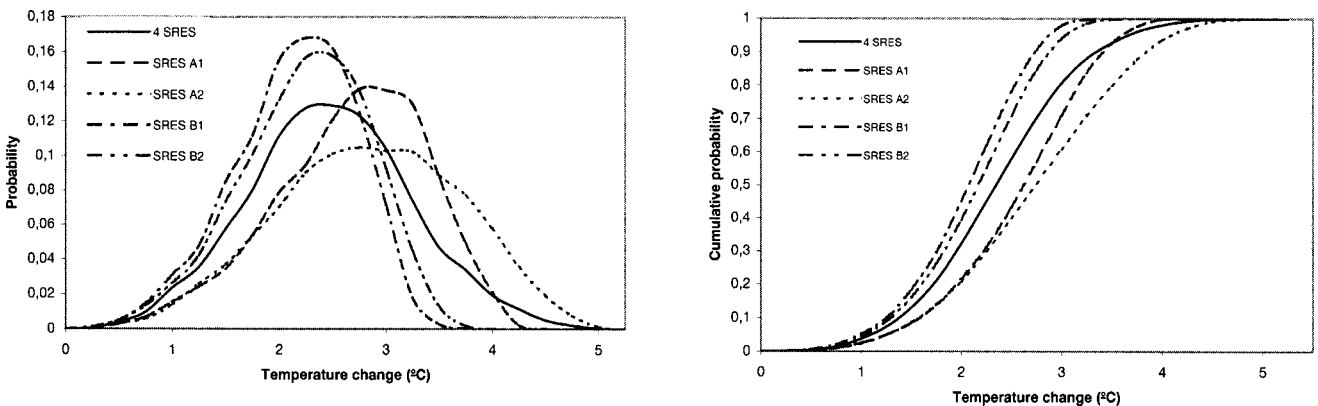 0,18
0,16
0,14
0,12
0,1
0,08
0,06
0,04
0,02
0
Probability
4 SRES
SRES A1
SRES A2
SRES B1
SRES B2
0 1 2 3 4 5
Temperature change (ºC)
1
0,9
0,8
0,7
0,6
0,5
0,4
0,3
0,2
0,1
0
Cumulative probability
4 SRES
SRES A1
SRES A2
SRES B1
SRES B2
0 1 2 3 4 5
Temperature change (ºC)